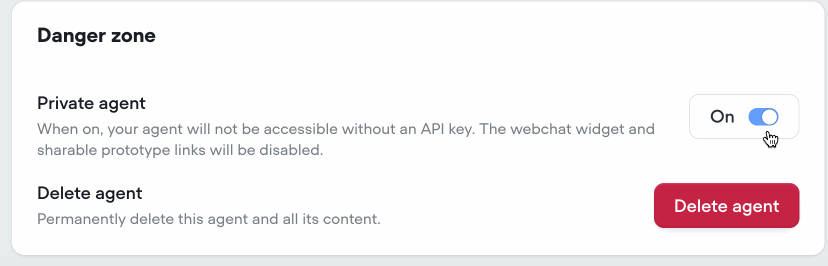 Danger zone
Private agent
When on, your agent will not be accessible without an API key. The webchat widget and
sharable prototype links will be disabled.
On
Delete agent
Permanently delete this agent and all its content.
Delete agent